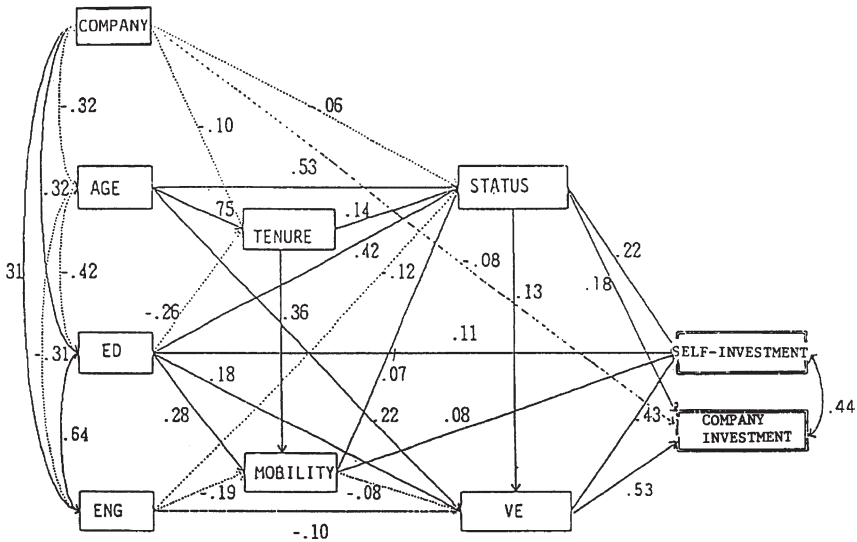 COMPANY
-.32
-.06
-.10
.53
.32
AGE
STATUS
.75
.14
TENURE
.42
-.12
-.08
.22
.18
31
-.42
-.26
.36
.13
-.31
ED
.11
SELF-INVESTMENT
.18
.07
.28
.22
.08
.43
COMPANY
INVESTMENT
.44
.64
MOBILITY
-.19
-.08
.53
ENG
VE
-.10